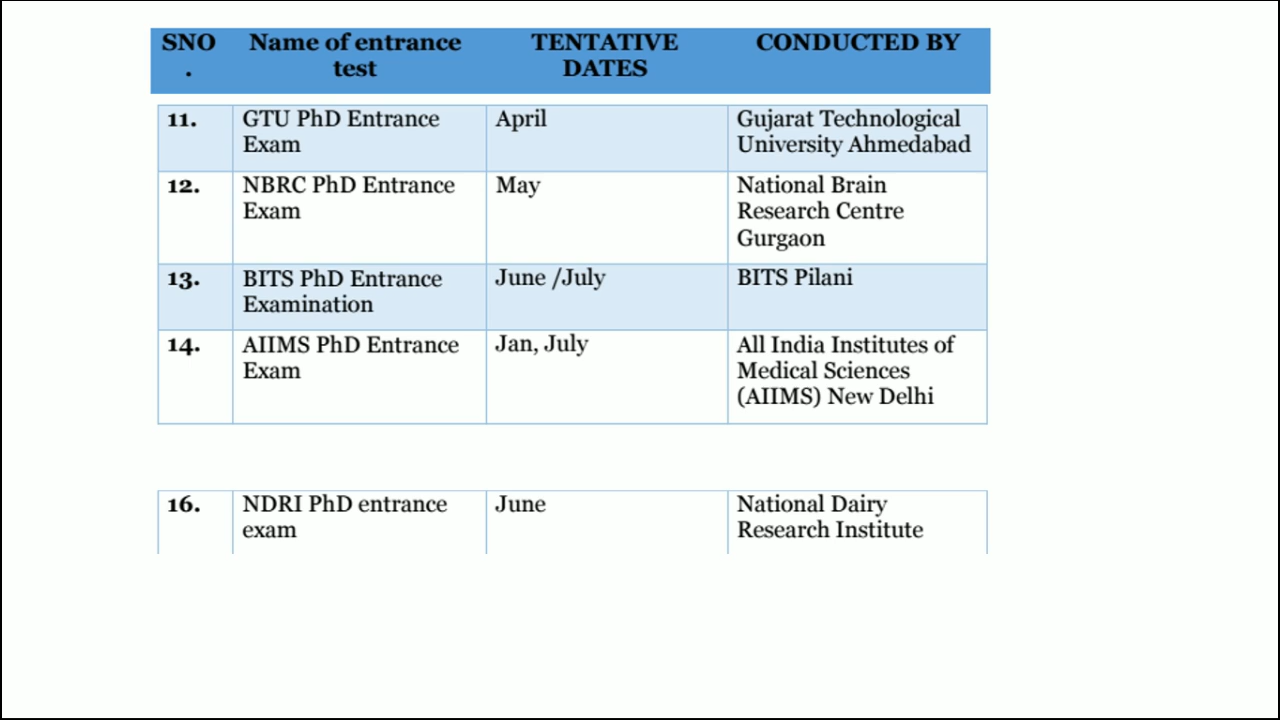 SNO . Name of entrance test TENTATIVE DATES CONDUCTED BY
11. GTU PhD Entrance Exam April Gujarat Technological University Ahmedabad
12. NBRC PhD Entrance Exam May National Brain Research Centre Gurgaon
13. BITS PhD Entrance Examination June /July BITS Pilani
14. AIIMS PhD Entrance Exam Jan, July All India Institutes of Medical Sciences (AIIMS) New Delhi
16. NDRI PhD entrance exam June National Dairy Research Institute